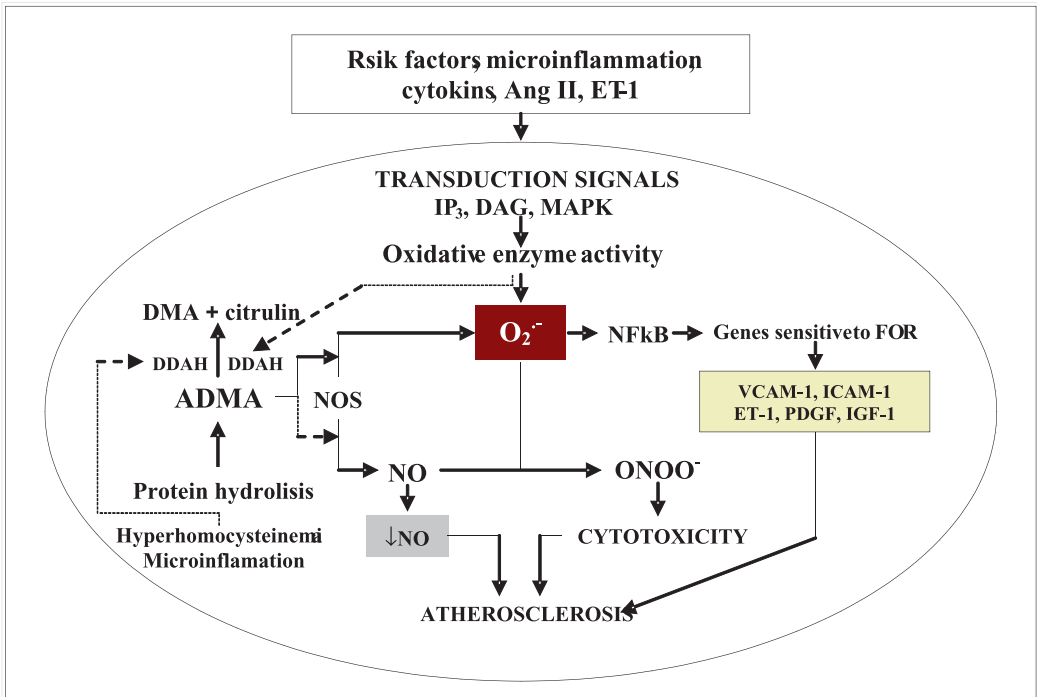 Rsik factors, microinflammation,
cytokins, Ang II, ET-1
TRANSDUCTION SIGNALS
IP₃, DAG, MAPK
Oxidative enzyme activity
DMA + citrulin
O₂·-
NFkB
Genes sensitiveto FOR
DDAH
DDAH
ADMA
NOS
VCAM-1, ICAM-1
ET-1, PDGF, IGF-1
NO
ONOO⁻
Protein hydrolisis
Hyperhomocysteinemi
Microinflamation
↓NO
CYTOTOXICITY
ATHEROSCLEROSIS